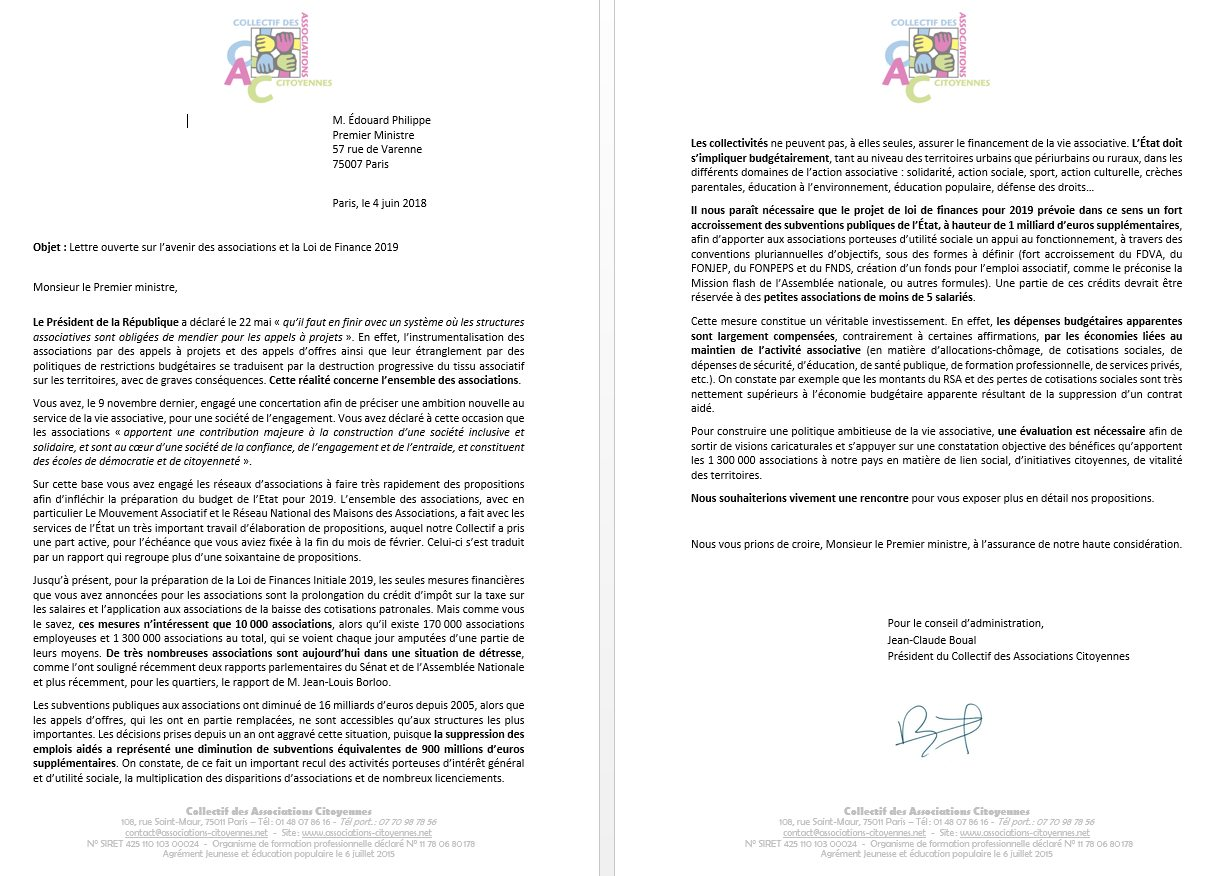 COLLECTIF DES
ASSOCIATIONS
CAC
CITOYENNES
M. Édouard Philippe
Premier Ministre
57 rue de Varenne
75007 Paris
Paris, le 4 juin 2018
Objet : Lettre ouverte sur l’avenir des associations et la Loi de Finance 2019
Monsieur le Premier ministre,
Le Président de la République a déclaré le 22 mai « qu’il faut en finir avec un système où les structures
associatives sont obligées de mendier pour les appels à projets ». En effet, l’instrumentalisation des
associations par des appels à projets et des appels d’offres ainsi que leur étranglement par des
politiques de restrictions budgétaires se traduisent par la destruction progressive du tissu associatif
sur les territoires, avec de graves conséquences. Cette réalité concerne l’ensemble des associations.
Vous avez, le 9 novembre dernier, engagé une concertation afin de préciser une ambition nouvelle au
service de la vie associative, pour une société de l’engagement. Vous avez déclaré à cette occasion que
les associations « apportent une contribution majeure à la construction d’une société inclusive et
solidaire, et sont au cœur d’une société de la confiance, de l’engagement et de l’entraide, et constituent
des écoles de démocratie et de citoyenneté ».
Sur cette base vous avez engagé les réseaux d’associations à faire très rapidement des propositions
afin d’infléchir la préparation du budget de l’Etat pour 2019. L’ensemble des associations, avec en
particulier Le Mouvement Associatif et le Réseau National des Maisons des Associations, a fait avec les
services de l’État un très important travail d’élaboration de propositions, auquel notre Collectif a pris
une part active, pour l’échéance que vous aviez fixée à la fin du mois de février. Celui-ci s’est traduit
par un rapport qui regroupe plus d’une soixantaine de propositions.
Jusqu’à présent, pour la préparation de la Loi de Finances Initiale 2019, les seules mesures financières
que vous avez annoncées pour les associations sont la prolongation du crédit d’impôt sur la taxe sur
les salaires et l’application aux associations de la baisse des cotisations patronales. Mais comme vous
le savez, ces mesures n’intéressent que 10 000 associations, alors qu’il existe 170 000 associations
employeuses et 1 300 000 associations au total, qui se voient chaque jour amputées d’une partie de
leurs moyens. De très nombreuses associations sont aujourd’hui dans une situation de détresse,
comme l’ont souligné récemment deux rapports parlementaires du Sénat et de l’Assemblée Nationale
et plus récemment, pour les quartiers, le rapport de M. Jean-Louis Borloo.
Les subventions publiques aux associations ont diminué de 16 milliards d’euros depuis 2005, alors que
les appels d’offres, qui les ont en partie remplacées, ne sont accessibles qu’aux structures les plus
importantes. Les décisions prises depuis un an ont aggravé cette situation, puisque la suppression des
emplois aidés a représenté une diminution de subventions équivalentes de 900 millions d’euros
supplémentaires. On constate, de ce fait un important recul des activités porteuses d’intérêt général
et d’utilité sociale, la multiplication des disparitions d’associations et de nombreux licenciements.
Collectif des Associations Citoyennes
108, rue Saint-Maur, 75011 Paris – Tél : 01 48 07 86 16 - Tél port.: 07 70 98 78 56
contact@associations-citoyennes.net - Site : www.associations-citoyennes.net
N° SIRET 425 110 103 00024 - Organisme de formation professionnelle déclaré N° 11 78 06 80178
Agrément Jeunesse et éducation populaire le 6 juillet 2015
COLLECTIF DES
ASSOCIATIONS
CAC
CITOYENNES
Les collectivités ne peuvent pas, à elles seules, assurer le financement de la vie associative. L’État doit
s’impliquer budgétairement, tant au niveau des territoires urbains que périurbains ou ruraux, dans les
différents domaines de l’action associative : solidarité, action sociale, sport, action culturelle, crèches
parentales, éducation à l’environnement, éducation populaire, défense des droits…
Il nous paraît nécessaire que le projet de loi de finances pour 2019 prévoie dans ce sens un fort
accroissement des subventions publiques de l’État, à hauteur de 1 milliard d’euros supplémentaires,
afin d’apporter aux associations porteuses d’utilité sociale un appui au fonctionnement, à travers des
conventions pluriannuelles d’objectifs, sous des formes à définir (fort accroissement du FDVA, du
FONJEP, du FONPEPS et du FNDS, création d’un fonds pour l’emploi associatif, comme le préconise la
Mission flash de l’Assemblée nationale, ou autres formules). Une partie de ces crédits devrait être
réservée à des petites associations de moins de 5 salariés.
Cette mesure constitue un véritable investissement. En effet, les dépenses budgétaires apparentes
sont largement compensées, contrairement à certaines affirmations, par les économies liées au
maintien de l’activité associative (en matière d’allocations-chômage, de cotisations sociales, de
dépenses de sécurité, d’éducation, de santé publique, de formation professionnelle, de services privés,
etc.). On constate par exemple que les montants du RSA et des pertes de cotisations sociales sont très
nettement supérieurs à l’économie budgétaire apparente résultant de la suppression d’un contrat
aidé.
Pour construire une politique ambitieuse de la vie associative, une évaluation est nécessaire afin de
sortir de visions caricaturales et s’appuyer sur une constatation objective des bénéfices qu’apportent
les 1 300 000 associations à notre pays en matière de lien social, d’initiatives citoyennes, de vitalité
des territoires.
Nous souhaiterions vivement une rencontre pour vous exposer plus en détail nos propositions.
Nous vous prions de croire, Monsieur le Premier ministre, à l’assurance de notre haute considération.
Pour le conseil d’administration,
Jean-Claude Boual
Président du Collectif des Associations Citoyennes
Collectif des Associations Citoyennes
108, rue Saint-Maur, 75011 Paris – Tél : 01 48 07 86 16 - Tél port.: 07 70 98 78 56
contact@associations-citoyennes.net - Site : www.associations-citoyennes.net
N° SIRET 425 110 103 00024 - Organisme de formation professionnelle déclaré N° 11 78 06 80178
Agrément Jeunesse et éducation populaire le 6 juillet 2015